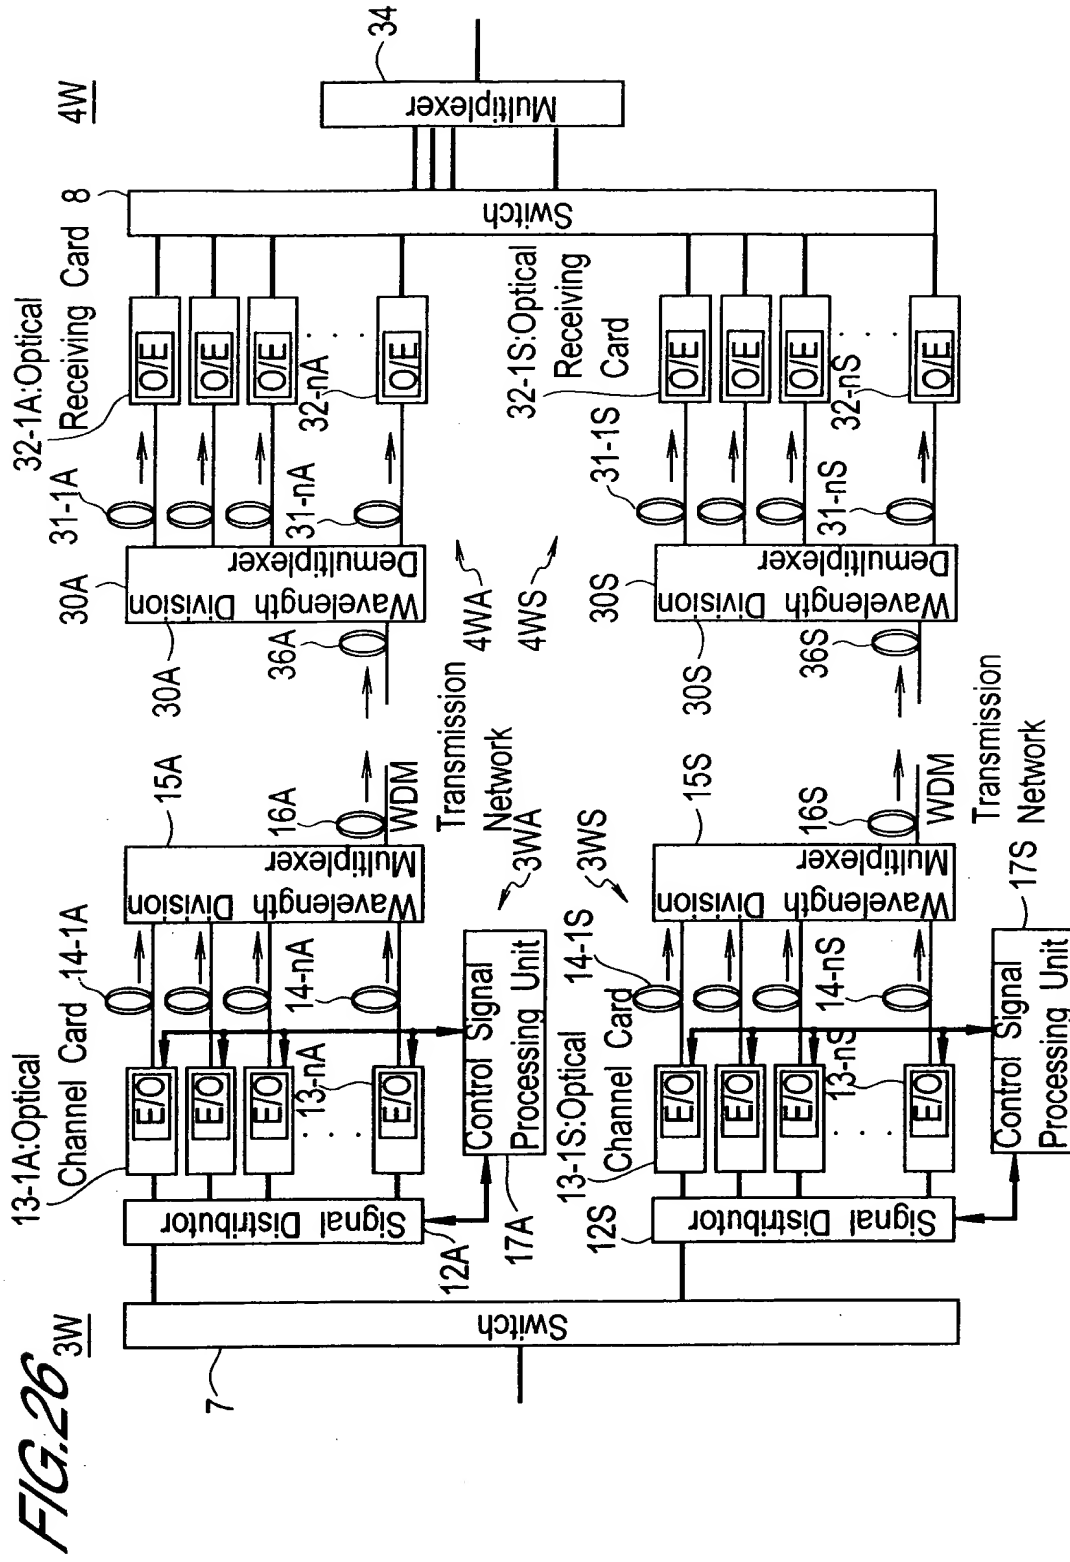 FIG.26
3W
7
Switch
13-1A:Optical
Channel Card
14-1A
15A
30A
30A
31-1A
32-1A:Optical
Receiving Card
8
4W
34
Signal Distributor
12A
E/O
E/O
E/O
E/O
. . . .
13-nA
14-nA
Wavelength Division
Multiplexer
16A
WDM
Transmission
Network
36A
Wavelength Division
Demultiplexer
31-nA
O/E
O/E
O/E
O/E
. . . .
32-nA
Switch
Multiplexer
17A
Control Signal
Processing Unit
3WA
4WA
3WS
4WS
13-1S:Optical
Channel Card
14-1S
15S
30S
30S
31-1S
32-1S:Optical
Receiving
Card
12S
Signal Distributor
E/O
E/O
E/O
E/O
. . . .
13-nS
14-nS
Wavelength Division
Multiplexer
16S
WDM
Transmission
Network
36S
Wavelength Division
Demultiplexer
31-nS
O/E
O/E
O/E
O/E
. . . .
32-nS
Control Signal
Processing Unit
17S